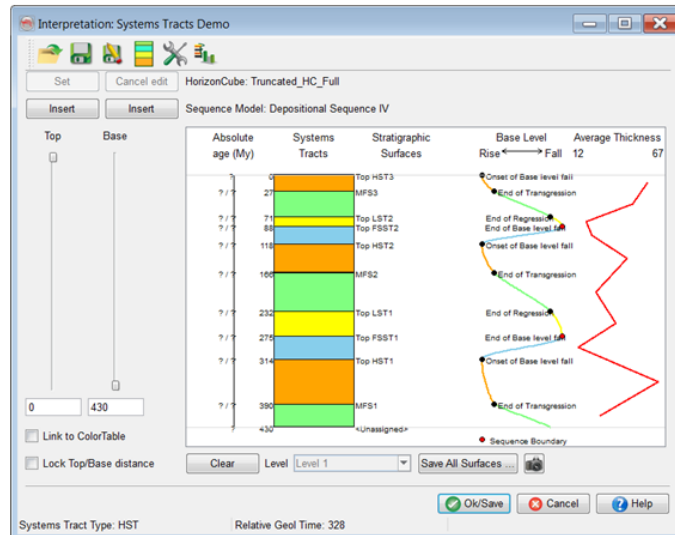 Interpretation: Systems Tracts Demo
Set Cancel edit HorizonCube: Truncated_HC_Full
Insert Insert Sequence Model: Depositional Sequence IV
Top Base
Absolute Systems Stratigraphic Base Level Average Thickness
age (My) Tracts Surfaces Rise Fall 12 67
? 0 Top HST3 Onset of Base level fall
? / ? 27 MFS3 End of Transgression
? / ? 71 Top LST2 End of Regression
? / ? 88 Top FSST2 End of Base level fall
? / ? 118 Top HST2 Onset of Base level fall
? / ? 166 MFS2 End of Transgression
? / ? 232 Top LST1 End of Regression
? / ? 275 Top FSST1 End of Base level fall
? / ? 314 Top HST1 Onset of Base level fall
? / ? 390 MFS1 End of Transgression
? 430 <Unassigned>
Sequence Boundary
0 430
Link to ColorTable
Lock Top/Base distance
Clear Level Level 1 Save All Surfaces ...
Ok/Save Cancel Help
Systems Tract Type: HST Relative Geol Time: 328